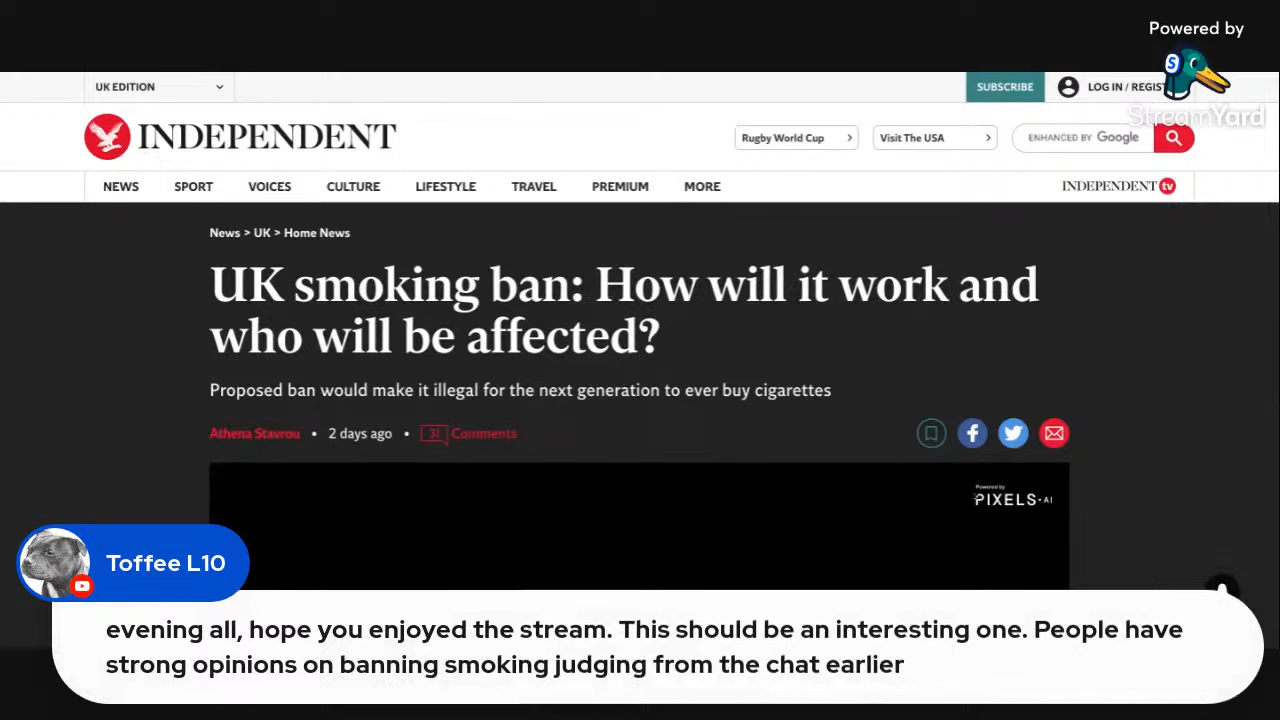 Powered by
StreamYard
UK EDITION
SUBSCRIBE
LOG IN / REGIST
INDEPENDENT
Rugby World Cup
Visit The USA
ENHANCED BY Google
NEWS SPORT VOICES CULTURE LIFESTYLE TRAVEL PREMIUM MORE
INDEPENDENT tv
News > UK > Home News
UK smoking ban: How will it work and
who will be affected?
Proposed ban would make it illegal for the next generation to ever buy cigarettes
Athena Stavrou • 2 days ago • 31 Comments
Powered by
PIXELS·AI
Toffee L10
evening all, hope you enjoyed the stream. This should be an interesting one. People have
strong opinions on banning smoking judging from the chat earlier